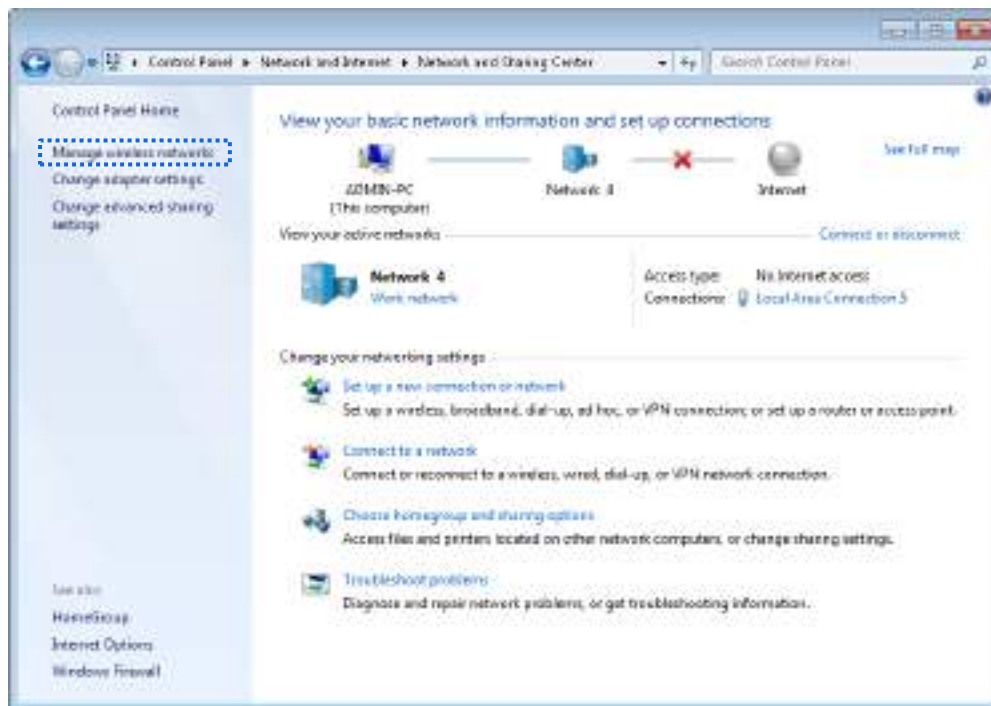 Control Panel ▸ Network and Internet ▸ Network and Sharing Center
Search Control Panel
Control Panel Home
Manage wireless networks
Change adapter settings
Change advanced sharing
settings
View your basic network information and set up connections
See full map
ADMIN-PC
(This computer)
Network 4
Internet
View your active networks
Connect or disconnect
Network 4
Work network
Access type: No Internet access
Connections: Local Area Connection 5
Change your networking settings
Set up a new connection or network
Set up a wireless, broadband, dial-up, ad hoc, or VPN connection; or set up a router or access point.
Connect to a network
Connect or reconnect to a wireless, wired, dial-up, or VPN network connection.
Choose homegroup and sharing options
Access files and printers located on other network computers, or change sharing settings.
Troubleshoot problems
Diagnose and repair network problems, or get troubleshooting information.
See also
HomeGroup
Internet Options
Windows Firewall